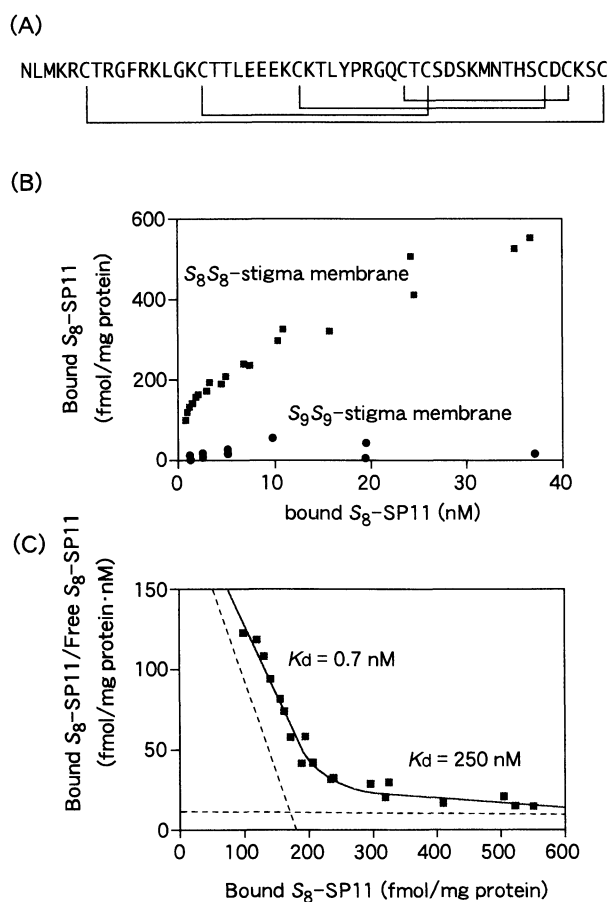 (A)
NLMKRCTRGFRKLGKCTTLEEEKCKTLYPRGQCTCSDSKMNTHSCDCKSC
(B)
Bound S8-SP11
(fmol/mg protein)
600
400
200
0
S8S8-stigma membrane
S9S9-stigma membrane
0
10
20
30
40
bound S8-SP11 (nM)
(C)
Bound S8-SP11/Free S8-SP11
(fmol/mg protein·nM)
150
100
50
0
Kd = 0.7 nM
Kd = 250 nM
100
200
300
400
500
600
Bound S8-SP11 (fmol/mg protein)